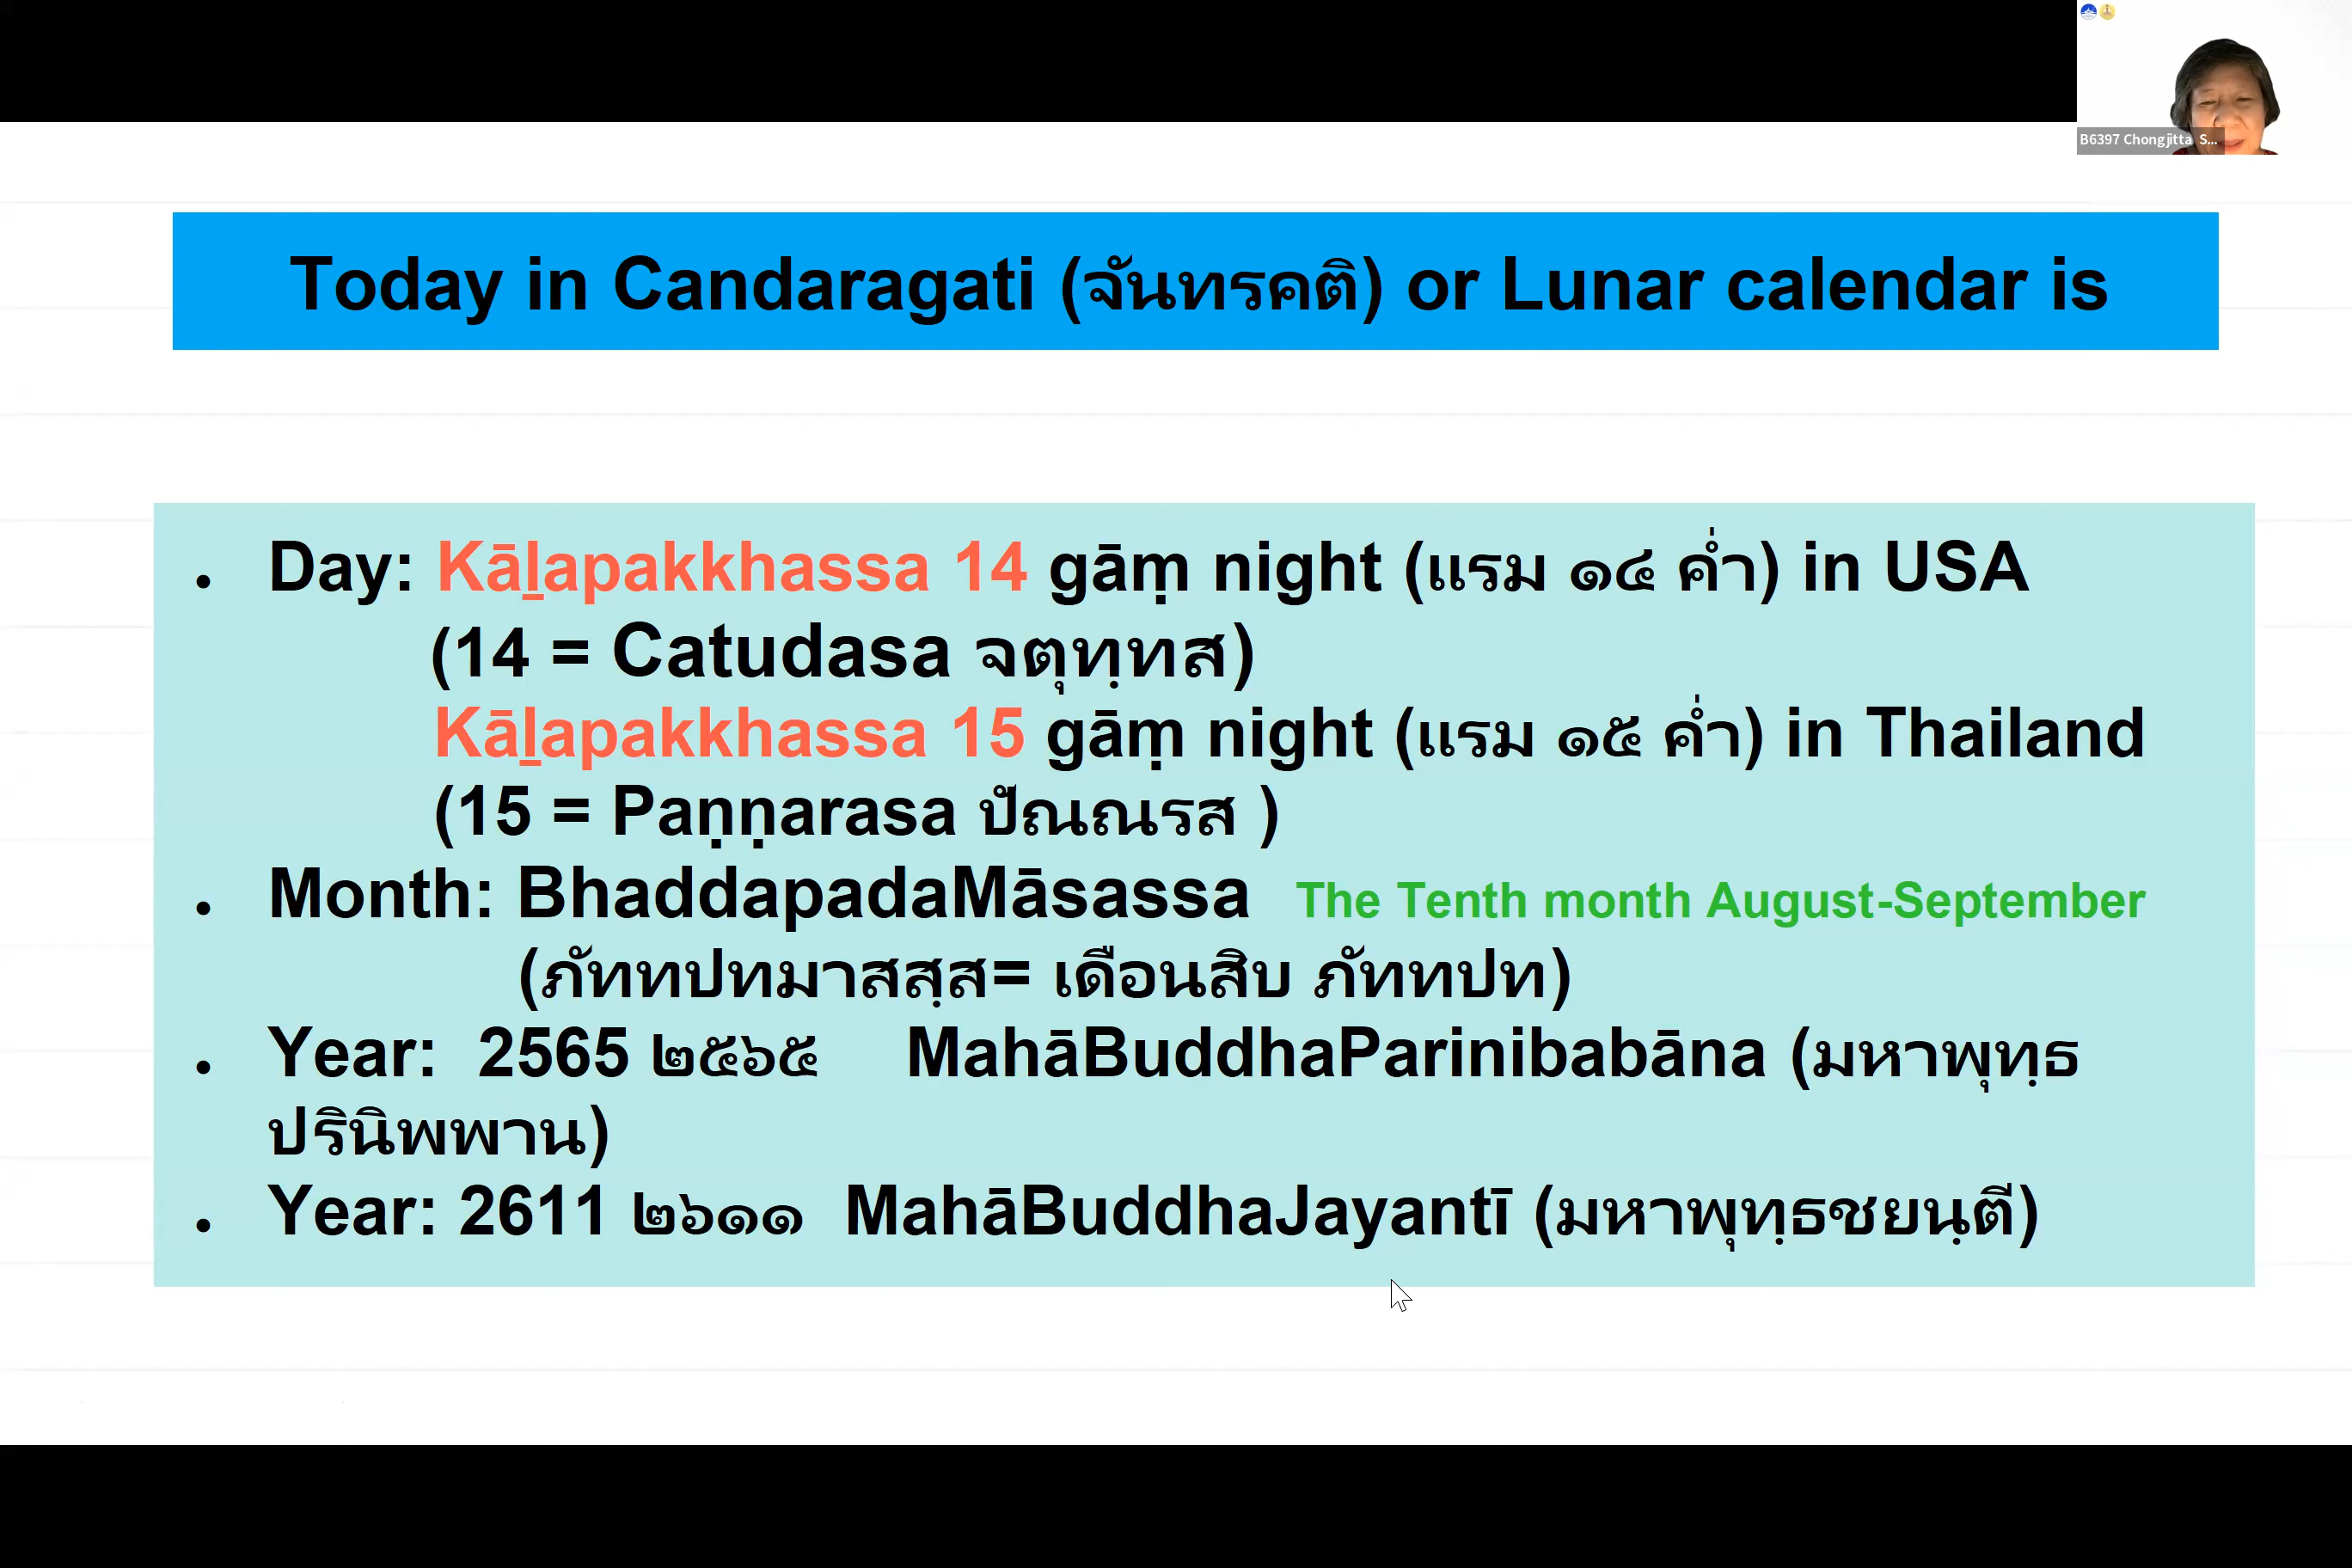 B6397 Chongjitta S...
Today in Candaragati (จันทรคติ) or Lunar calendar is
• Day: Kāḻapakkhassa 14 gāṃ night (แรม ๑๔ ค่ำ) in USA
(14 = Catudasa จตุทฺทส)
Kāḻapakkhassa 15 gāṃ night (แรม ๑๕ ค่ำ) in Thailand
(15 = Paṇṇarasa ปัณณรส )
• Month: BhaddapadaMāsassa The Tenth month August-September
(ภัททปทมาสสฺส= เดือนสิบ ภัททปท)
• Year: 2565 ๒๕๖๕ MahāBuddhaParinibabāna (มหาพุทฺธ
ปรินิพพาน)
• Year: 2611 ๒๖๑๑ MahāBuddhaJayantī (มหาพุทฺธชยนฺตี)